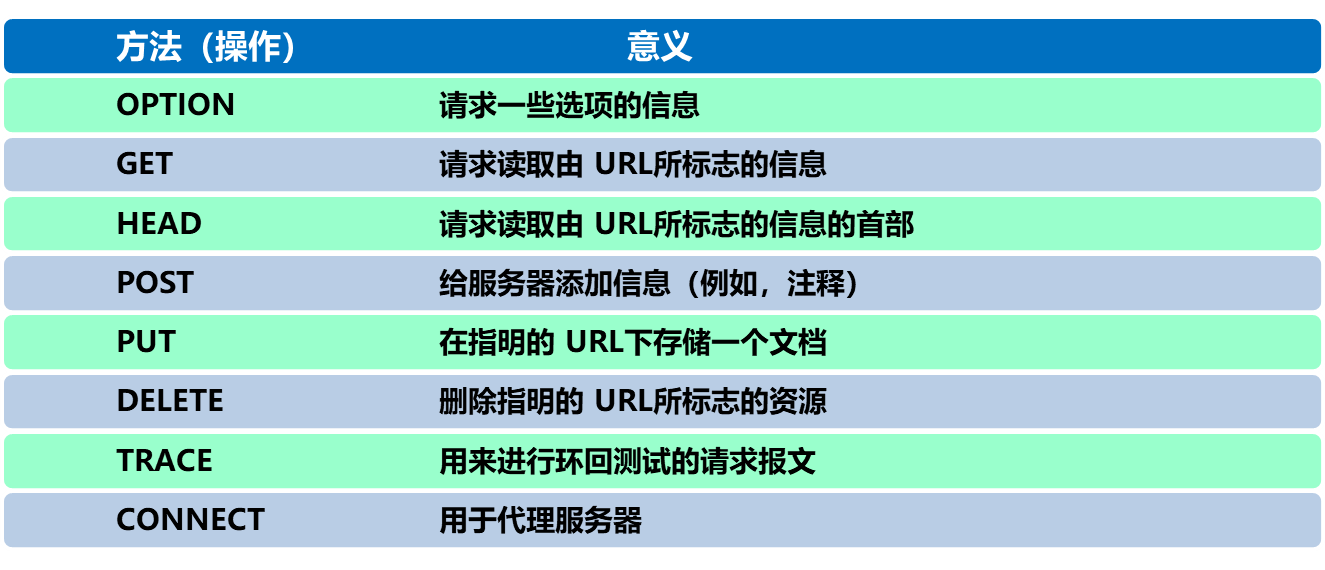 方法（操作） 意义
OPTION 请求一些选项的信息
GET 请求读取由 URL所标志的信息
HEAD 请求读取由 URL所标志的信息的首部
POST 给服务器添加信息（例如，注释）
PUT 在指明的 URL下存储一个文档
DELETE 删除指明的 URL所标志的资源
TRACE 用来进行环回测试的请求报文
CONNECT 用于代理服务器